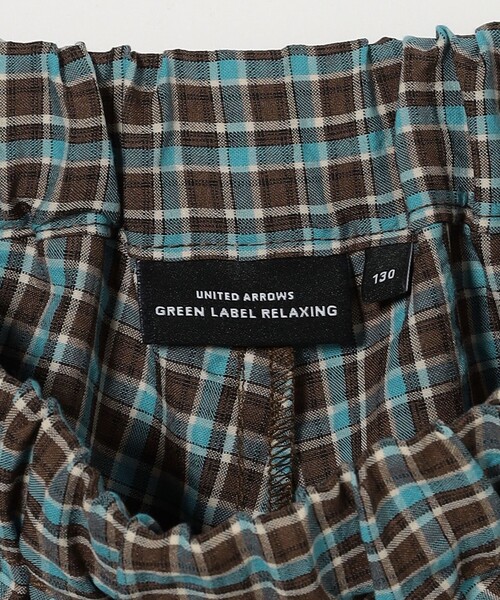 UNITED ARROWS
GREEN LABEL RELAXING
130